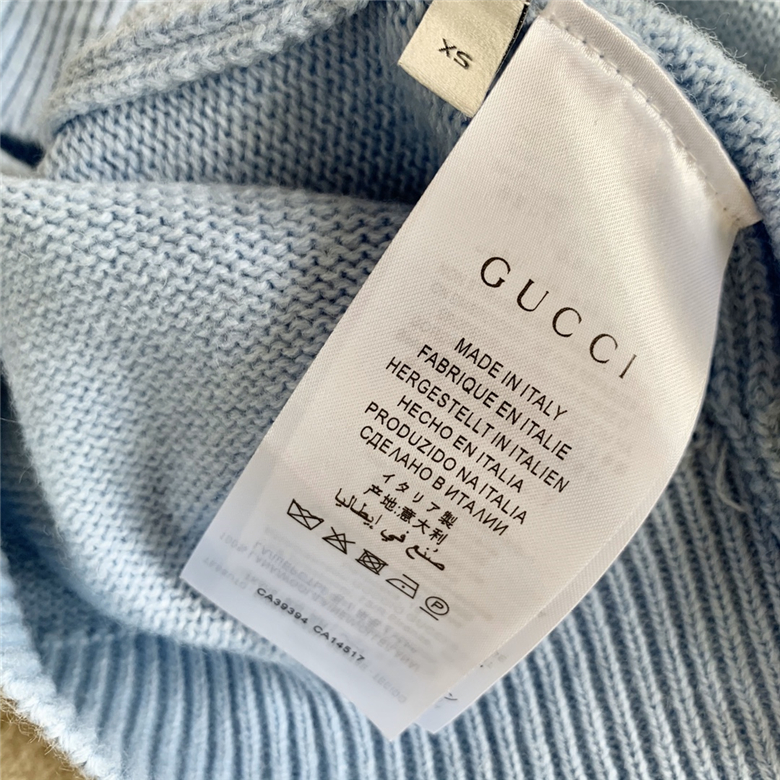 XS
GUCCI
MADE IN ITALY
FABRIQUE EN ITALIE
HERGESTELLT IN ITALIEN
HECHO EN ITALIA
PRODUZIDO NA ITALIA
СДЕЛАНО В ИТАЛИИ
イタリア製
产地:意大利
صُنع في إيطاليا
P
CA39394 CA14517